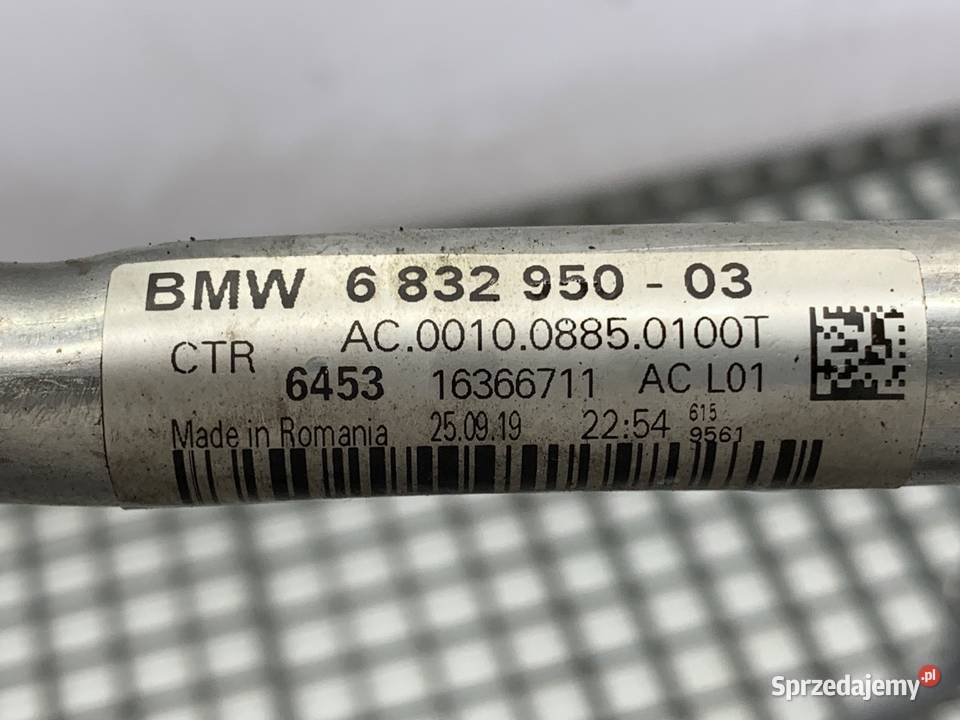 BMW 6 832 950 - 03
AC.0010.0885.0100T
CTR
6453 16366711 AC L01
Made in Romania 25.09.19 22:54 615
9561
Sprzedajemy.pl